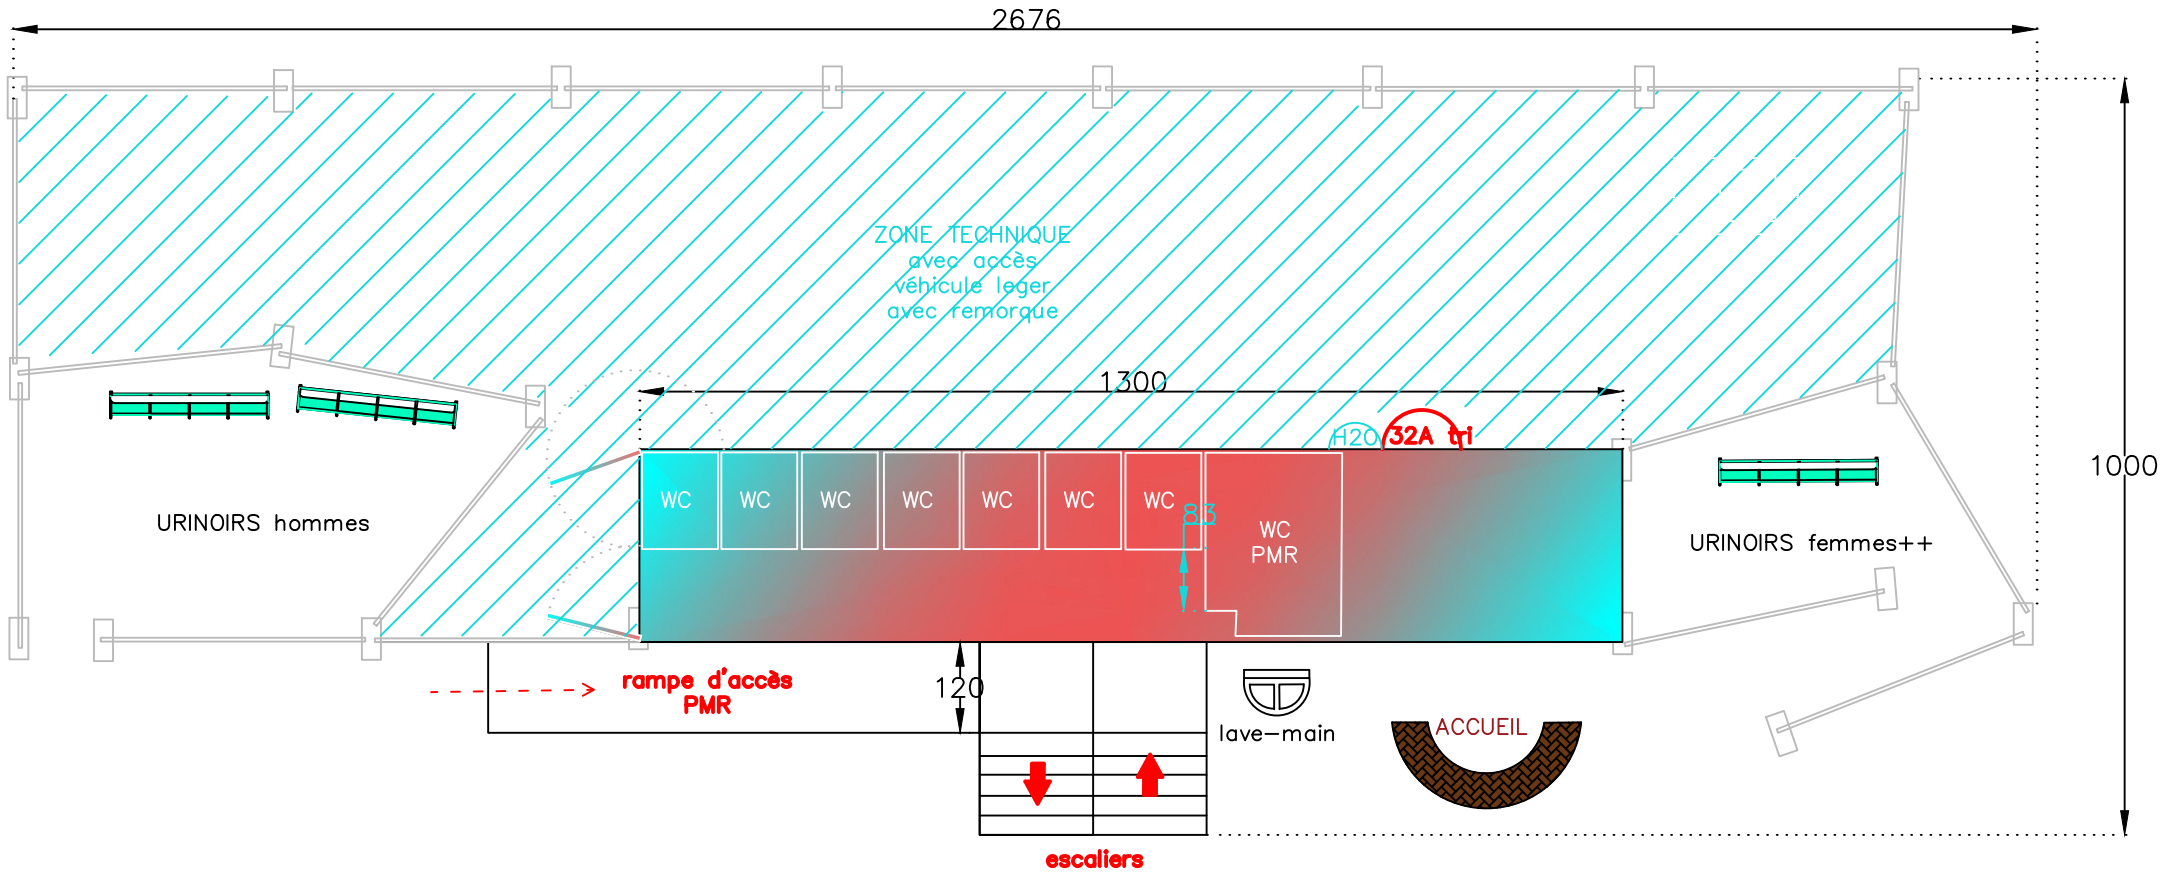 2676
ZONE TECHNIQUE
avec accès
véhicule leger
avec remorque
1300
H2O
32A tri
1000
WC
WC
WC
WC
WC
WC
WC
83
WC
PMR
URINOIRS hommes
URINOIRS femmes++
rampe d'accès
PMR
120
lave-main
ACCUEIL
escaliers